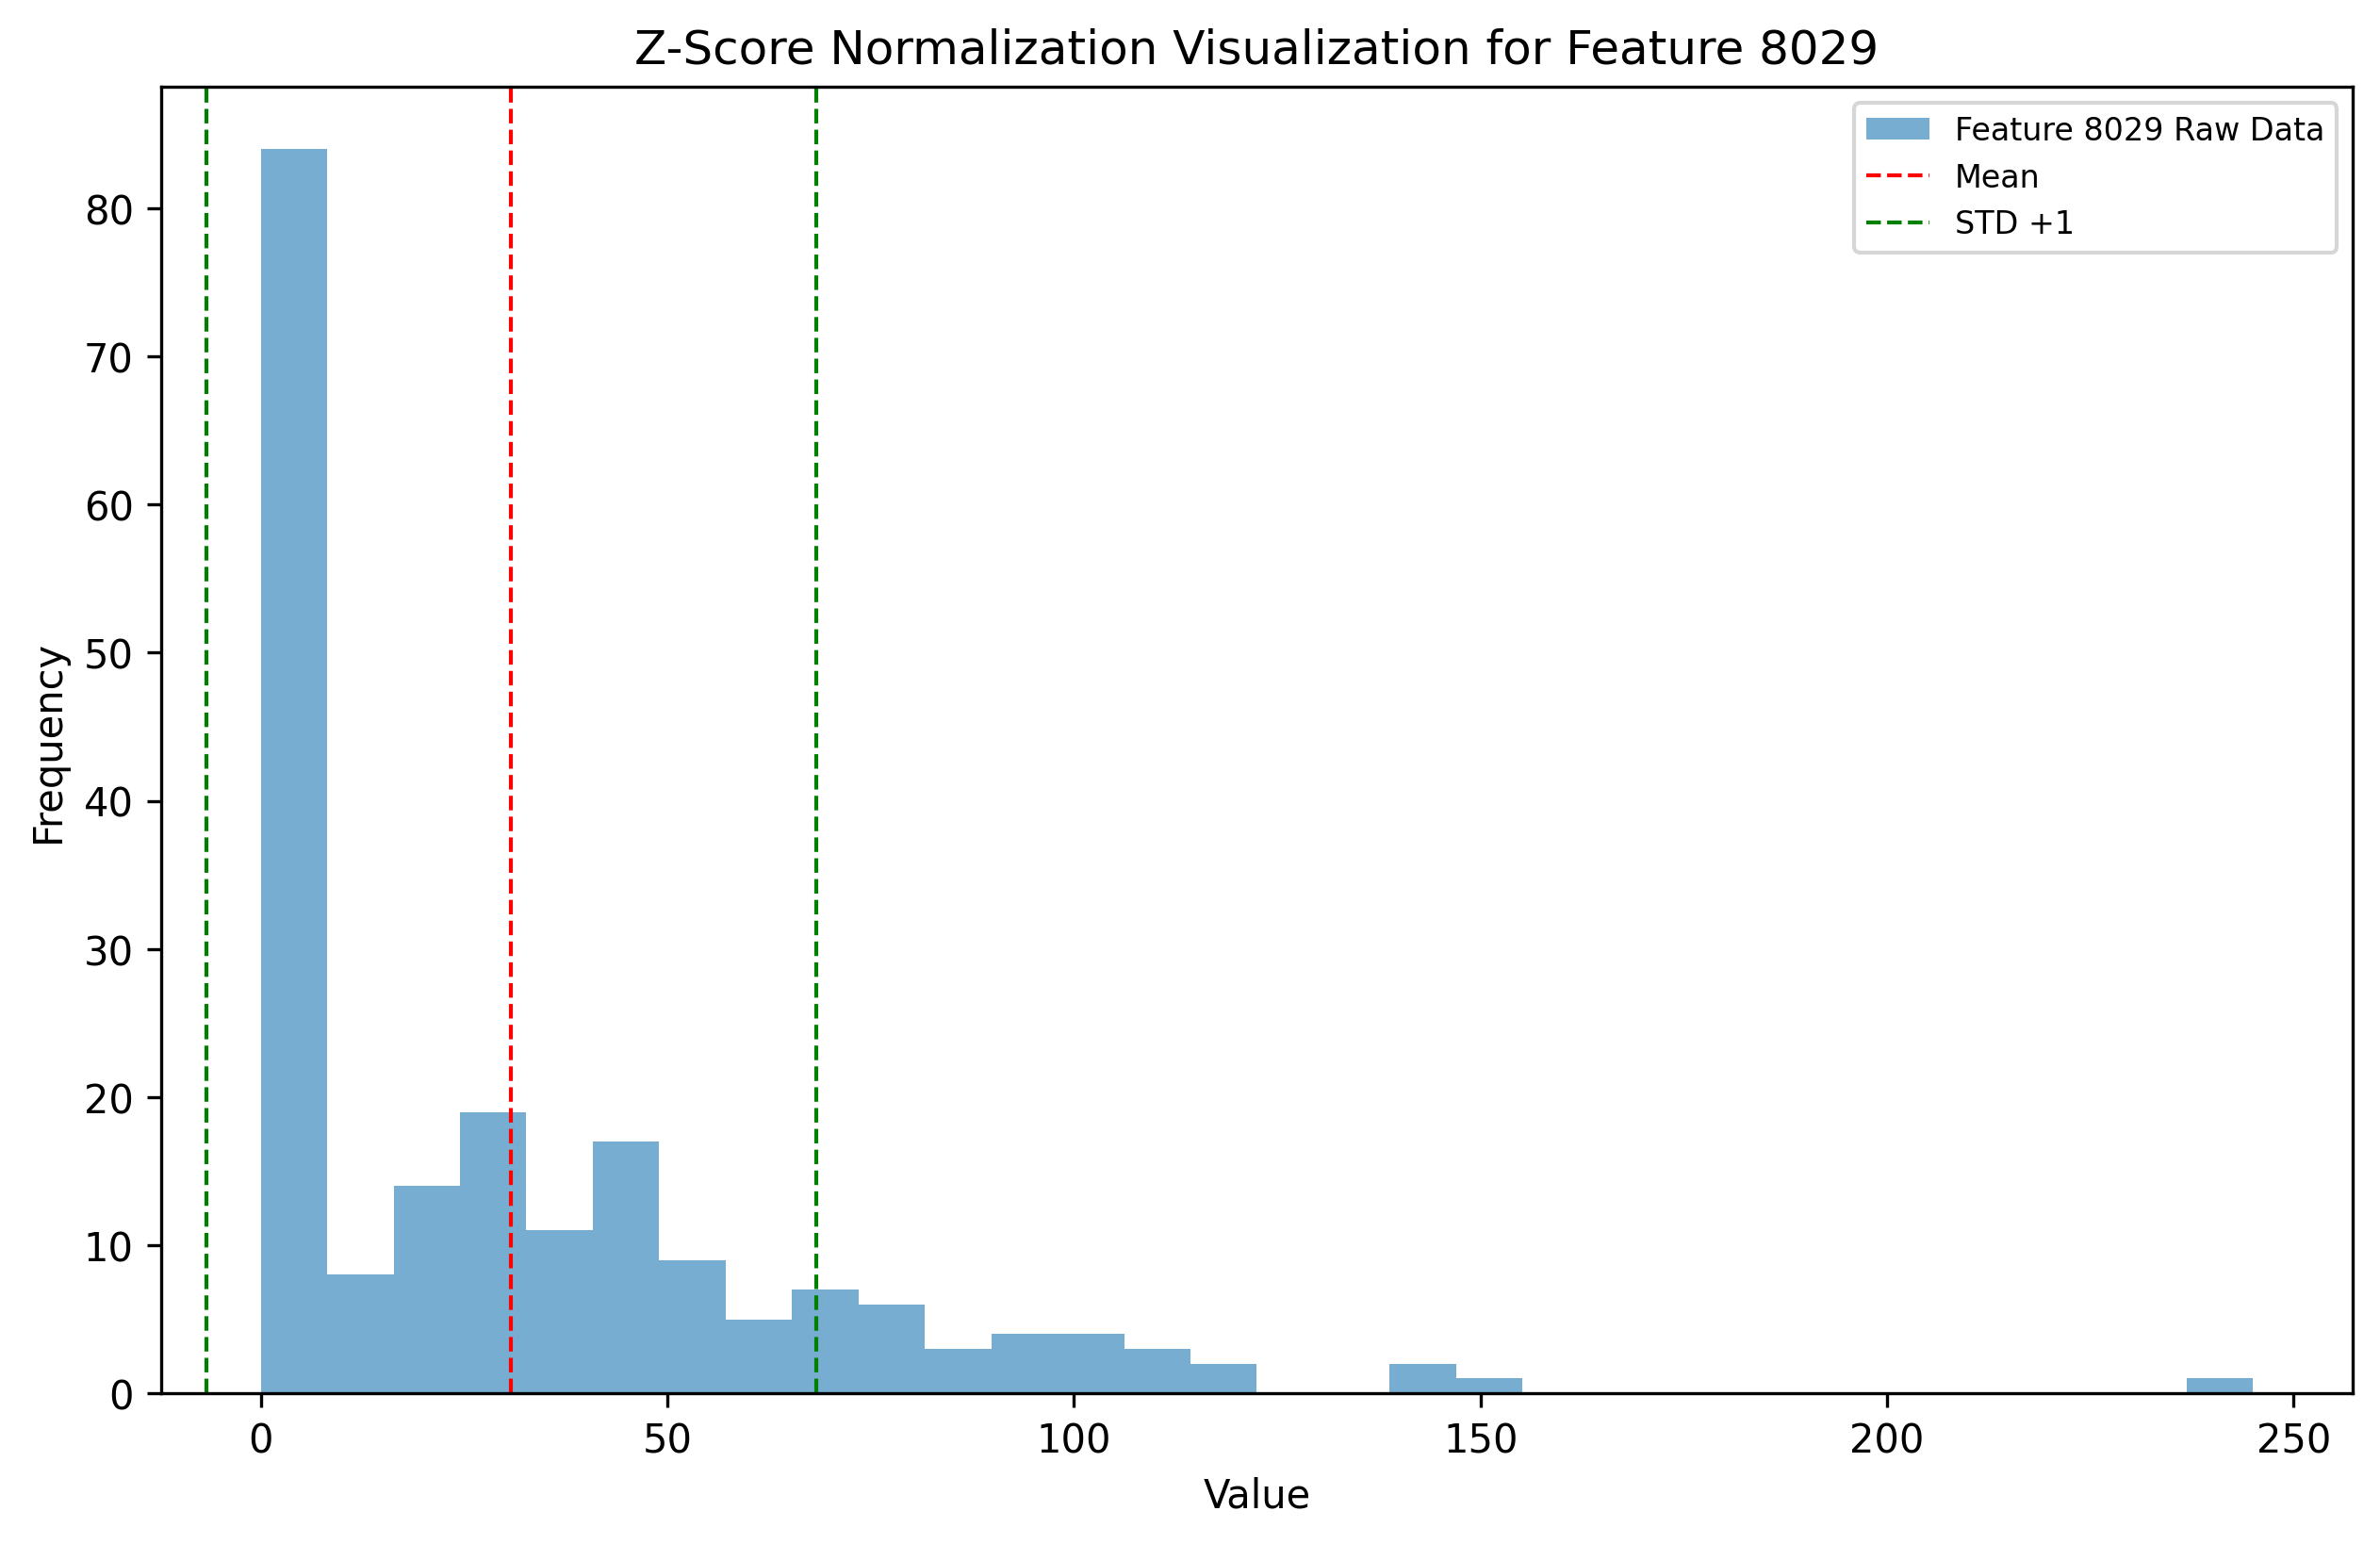 Z-Score Normalization Visualization for Feature 8029
Feature 8029 Raw Data
Mean
STD +1
Frequency
80
70
60
50
40
30
20
10
0
0 50 100 150 200 250
Value